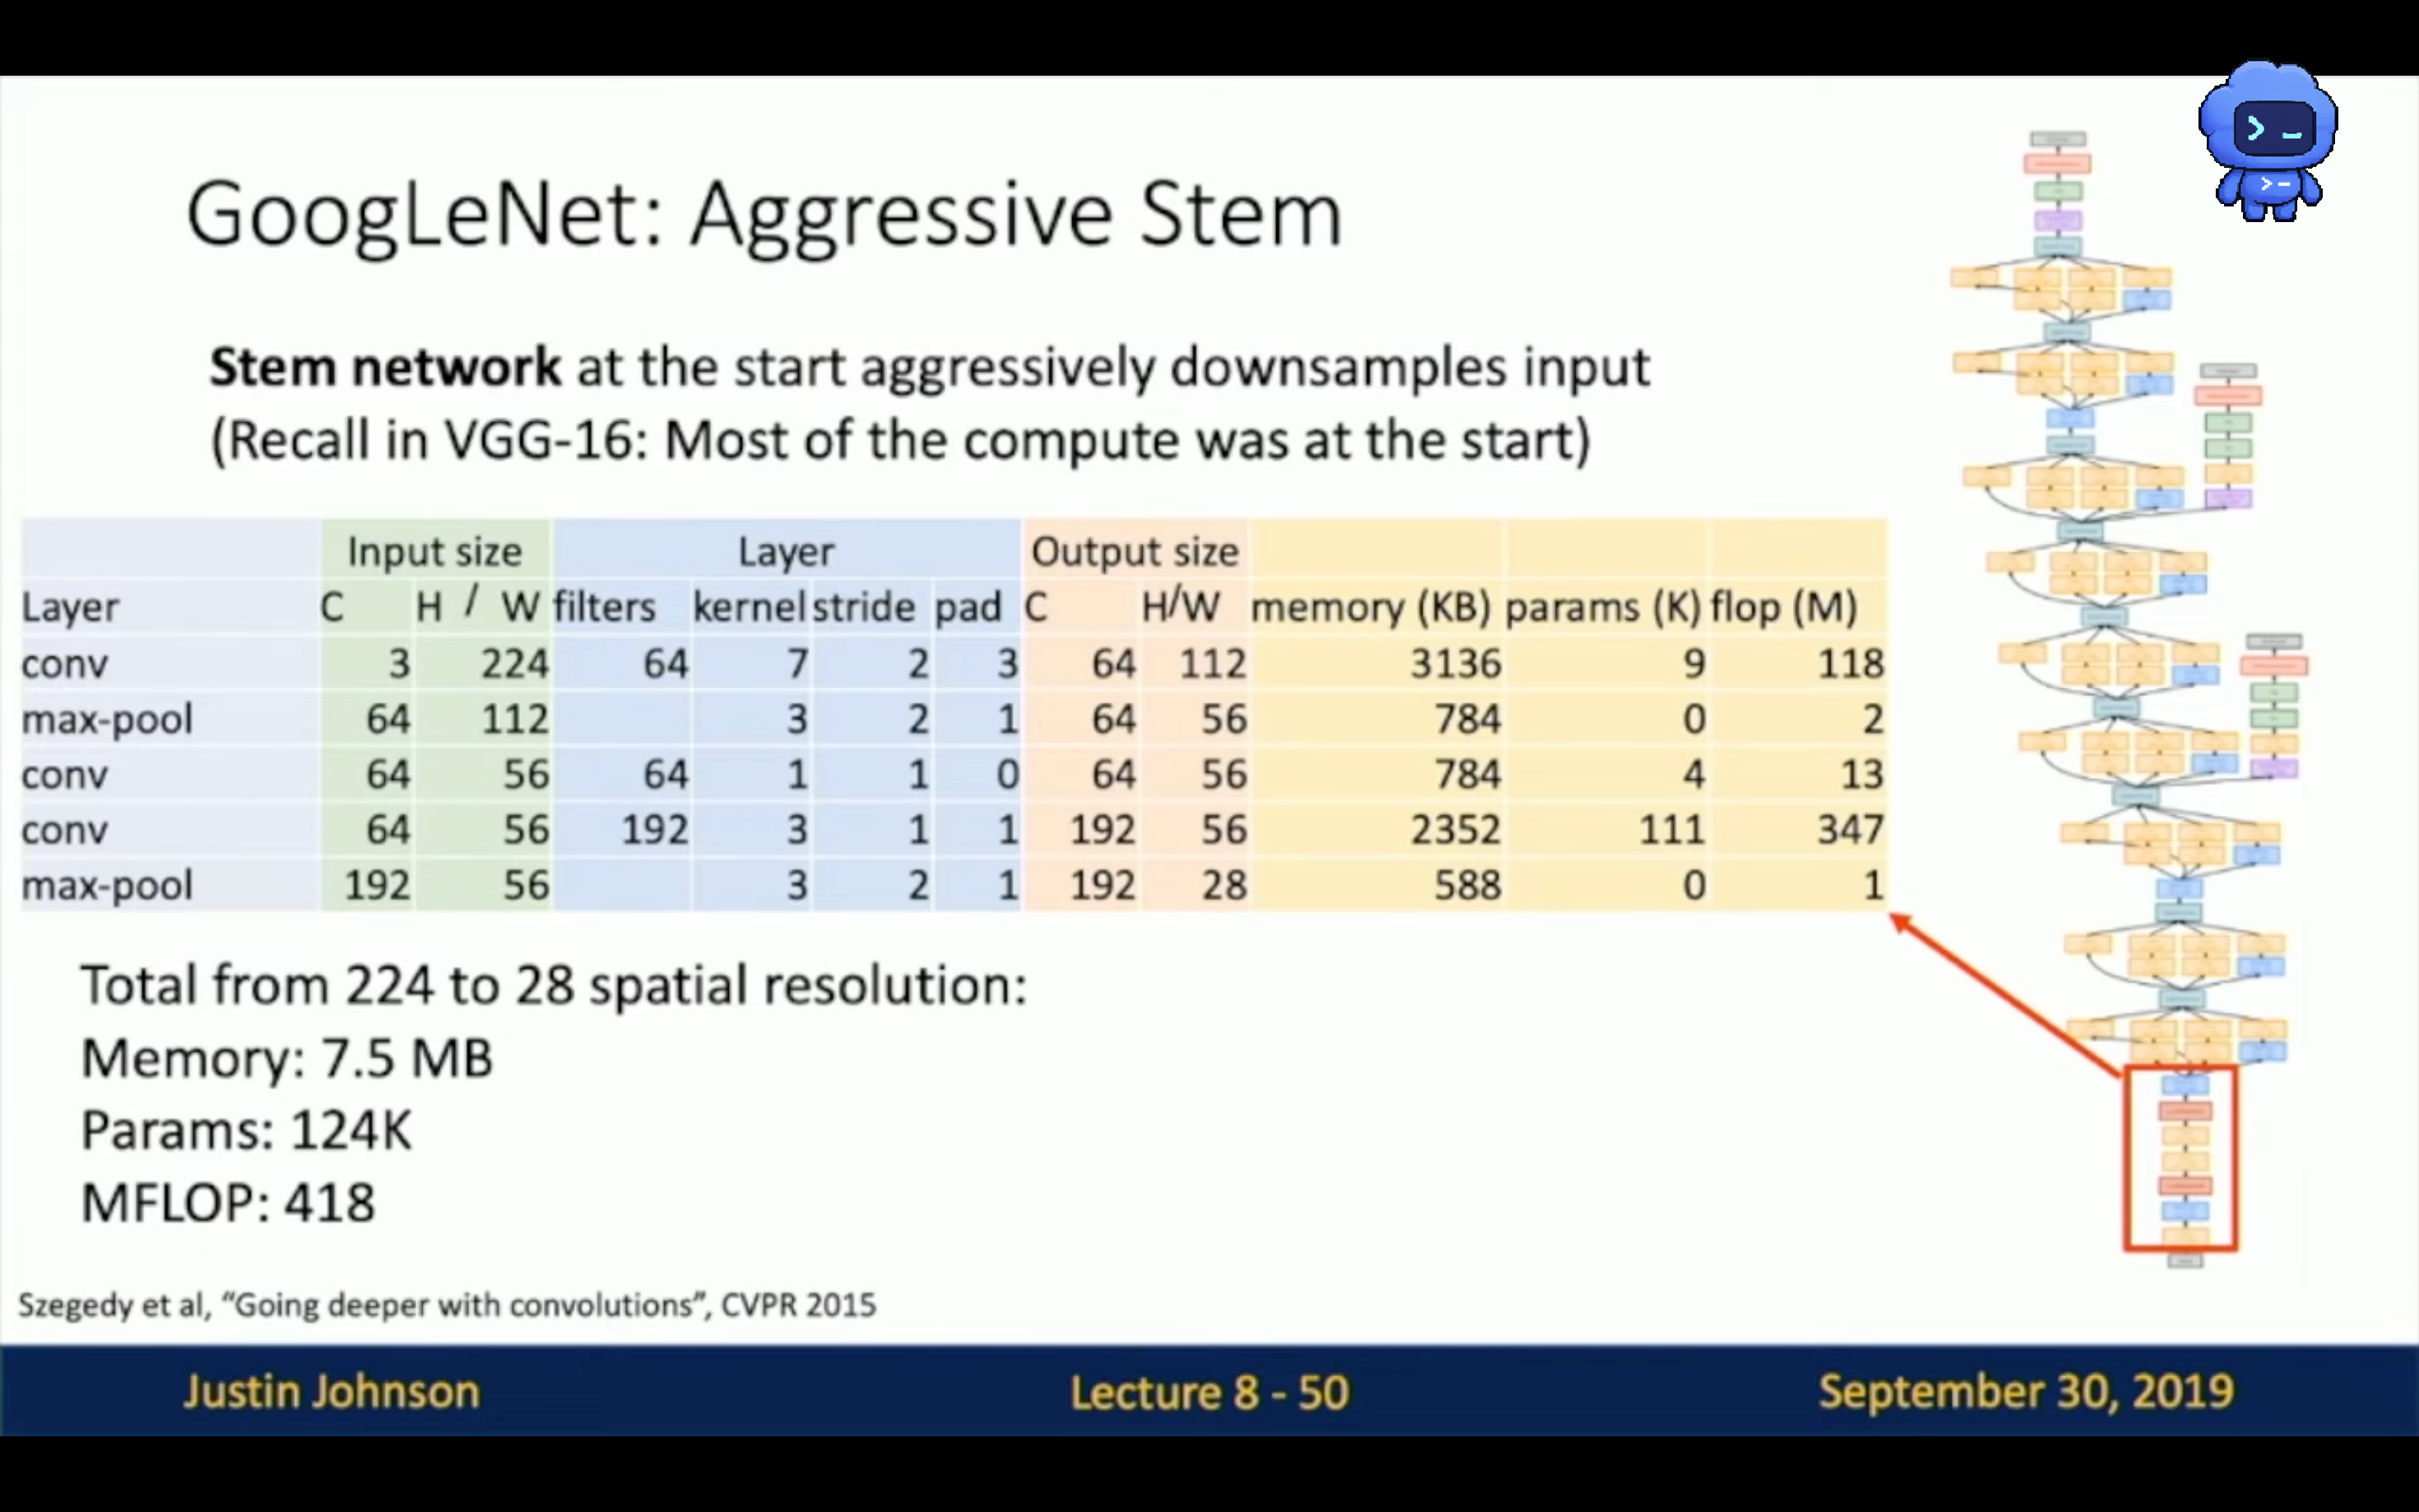 GoogLeNet: Aggressive Stem
Stem network at the start aggressively downsamples input
(Recall in VGG-16: Most of the compute was at the start)
Input size Layer Output size
Layer C H / W filters kernel stride pad C H/W memory (KB) params (K) flop (M)
conv 3 224 64 7 2 3 64 112 3136 9 118
max-pool 64 112 3 2 1 64 56 784 0 2
conv 64 56 64 1 1 0 64 56 784 4 13
conv 64 56 192 3 1 1 192 56 2352 111 347
max-pool 192 56 3 2 1 192 28 588 0 1
Total from 224 to 28 spatial resolution:
Memory: 7.5 MB
Params: 124K
MFLOP: 418
Szegedy et al, “Going deeper with convolutions”, CVPR 2015
Justin Johnson Lecture 8 - 50 September 30, 2019